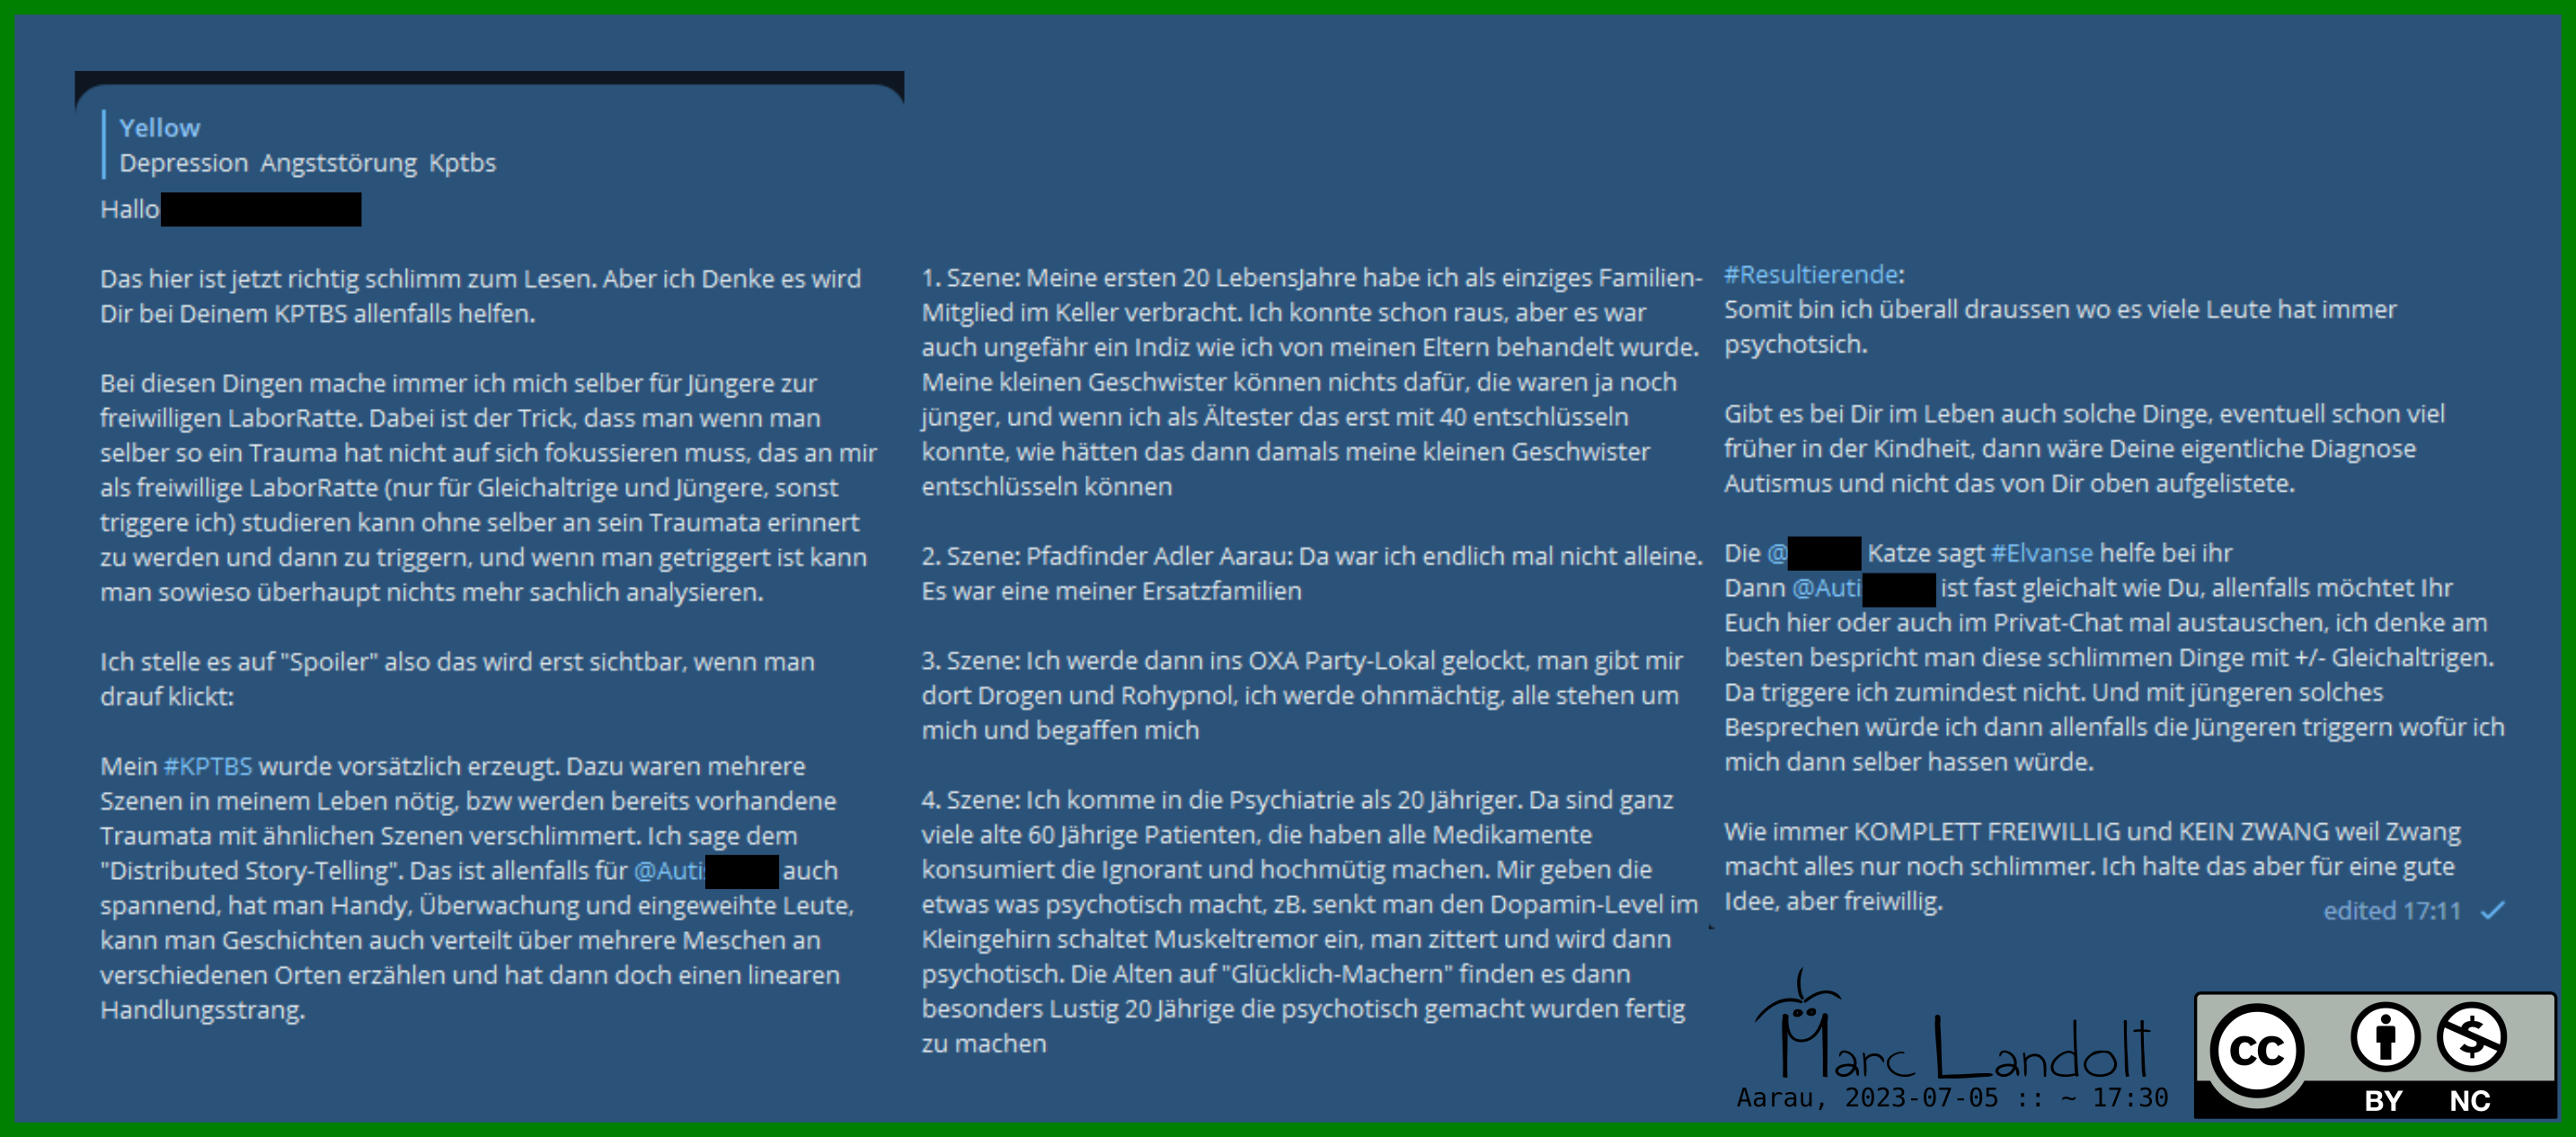 Yellow
Depression Angststörung Kptbs
Hallo
Das hier ist jetzt richtig schlimm zum Lesen. Aber ich Denke es wird
Dir bei Deinem KPTBS allenfalls helfen.
Bei diesen Dingen mache immer ich mich selber für Jüngere zur
freiwilligen LaborRatte. Dabei ist der Trick, dass man wenn man
selber so ein Trauma hat nicht auf sich fokussieren muss, das an mir
als freiwillige LaborRatte (nur für Gleichaltrige und Jüngere, sonst
triggere ich) studieren kann ohne selber an sein Traumata erinnert
zu werden und dann zu triggern, und wenn man getriggert ist kann
man sowieso überhaupt nichts mehr sachlich analysieren.
Ich stelle es auf "Spoiler" also das wird erst sichtbar, wenn man
drauf klickt:
Mein #KPTBS wurde vorsätzlich erzeugt. Dazu waren mehrere
Szenen in meinem Leben nötig, bzw werden bereits vorhandene
Traumata mit ähnlichen Szenen verschlimmert. Ich sage dem
"Distributed Story-Telling". Das ist allenfalls für @Auti auch
spannend, hat man Handy, Überwachung und eingeweihte Leute,
kann man Geschichten auch verteilt über mehrere Meschen an
verschiedenen Orten erzählen und hat dann doch einen linearen
Handlungsstrang.
1. Szene: Meine ersten 20 LebensJahre habe ich als einziges Familien-
Mitglied im Keller verbracht. Ich konnte schon raus, aber es war
auch ungefähr ein Indiz wie ich von meinen Eltern behandelt wurde.
Meine kleinen Geschwister können nichts dafür, die waren ja noch
jünger, und wenn ich als Ältester das erst mit 40 entschlüsseln
konnte, wie hätten das dann damals meine kleinen Geschwister
entschlüsseln können
2. Szene: Pfadfinder Adler Aarau: Da war ich endlich mal nicht alleine.
Es war eine meiner Ersatzfamilien
3. Szene: Ich werde dann ins OXA Party-Lokal gelockt, man gibt mir
dort Drogen und Rohypnol, ich werde ohnmächtig, alle stehen um
mich und begaffen mich
4. Szene: Ich komme in die Psychiatrie als 20 Jähriger. Da sind ganz
viele alte 60 Jährige Patienten, die haben alle Medikamente
konsumiert die Ignorant und hochmütig machen. Mir geben die
etwas was psychotisch macht, zB. senkt man den Dopamin-Level im
Kleingehirn schaltet Muskeltremor ein, man zittert und wird dann
psychotisch. Die Alten auf "Glücklich-Machern" finden es dann
besonders Lustig 20 Jährige die psychotisch gemacht wurden fertig
zu machen
#Resultierende:
Somit bin ich überall draussen wo es viele Leute hat immer
psychotsich.
Gibt es bei Dir im Leben auch solche Dinge, eventuell schon viel
früher in der Kindheit, dann wäre Deine eigentliche Diagnose
Autismus und nicht das von Dir oben aufgelistete.
Die @ Katze sagt #Elvanse helfe bei ihr
Dann @Auti ist fast gleichalt wie Du, allenfalls möchtet Ihr
Euch hier oder auch im Privat-Chat mal austauschen, ich denke am
besten bespricht man diese schlimmen Dinge mit +/- Gleichaltrigen.
Da triggere ich zumindest nicht. Und mit jüngeren solches
Besprechen würde ich dann allenfalls die Jüngeren triggern wofür ich
mich dann selber hassen würde.
Wie immer KOMPLETT FREIWILLIG und KEIN ZWANG weil Zwang
macht alles nur noch schlimmer. Ich halte das aber für eine gute
Idee, aber freiwillig.
edited 17:11
Marc Landolt
Aarau, 2023-07-05 :: ~ 17:30
cc
BY NC